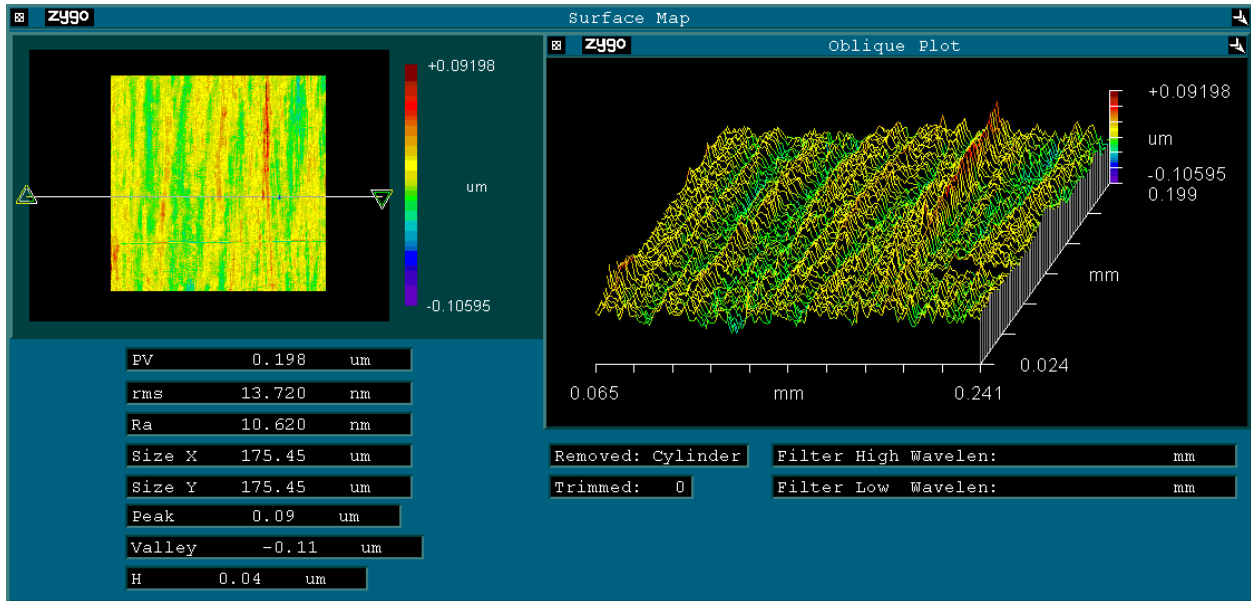 zygo Surface Map
+0.09198
um
-0.10595
zygo Oblique Plot
+0.09198
um
-0.10595
0.199
mm
0.024
0.065 mm 0.241
PV 0.198 um
rms 13.720 nm
Ra 10.620 nm
Size X 175.45 um
Size Y 175.45 um
Peak 0.09 um
Valley -0.11 um
H 0.04 um
Removed: Cylinder
Trimmed: 0
Filter High Wavelen: mm
Filter Low Wavelen: mm